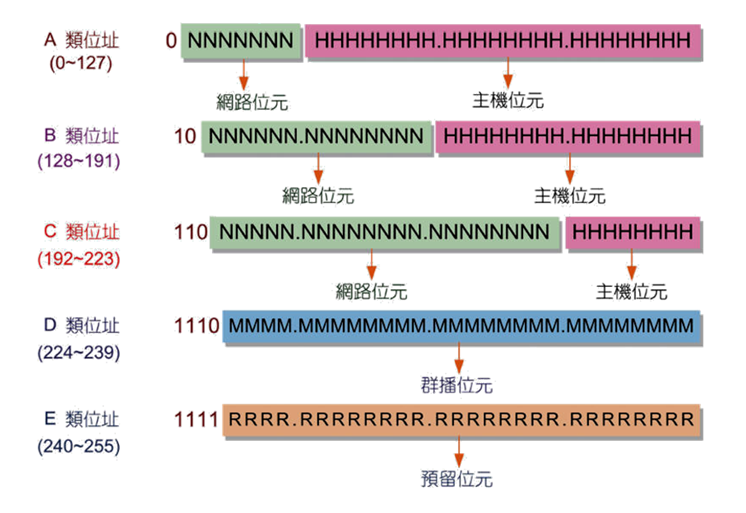 A 類位址 0 NNNNNNN HHHHHHHH.HHHHHHHH.HHHHHHHH
(0~127)
網路位元 主機位元
B 類位址 10 NNNNNN.NNNNNNNN HHHHHHHH.HHHHHHHH
(128~191)
網路位元 主機位元
C 類位址 110 NNNNN.NNNNNNNN.NNNNNNNN HHHHHHHH
(192~223)
網路位元 主機位元
D 類位址 1110 MMMM.MMMMMMMM.MMMMMMMM.MMMMMMMM
(224~239)
群播位元
E 類位址 1111 RRRR.RRRRRRRR.RRRRRRRR.RRRRRRRR
(240~255)
預留位元